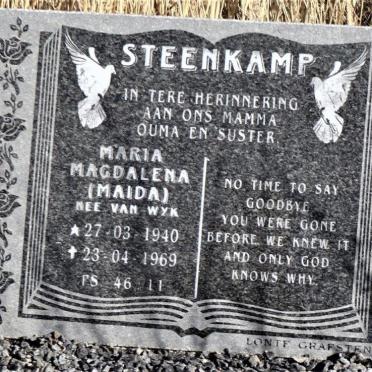 STEENKAMP
IN TERE HERINNERING
AAN ONS MAMMA
OUMA EN SUSTER.
MARIA
MAGDALENA
(MAIDA)
NEE VAN WYK
★ 27-03-1940
✝ 23-04-1969
PS 46 11
NO TIME TO SAY
GOODBYE
YOU WERE GONE
BEFORE WE KNEW IT
AND ONLY GOD
KNOWS WHY.